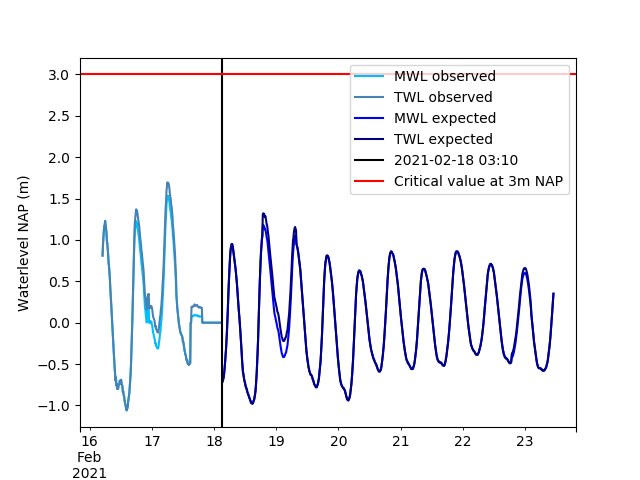 3.0
2.5
2.0
1.5
1.0
0.5
0.0
−0.5
−1.0
Waterlevel NAP (m)
MWL observed
TWL observed
MWL expected
TWL expected
2021-02-18 03:10
Critical value at 3m NAP
16 17 18 19 20 21 22 23
Feb
2021